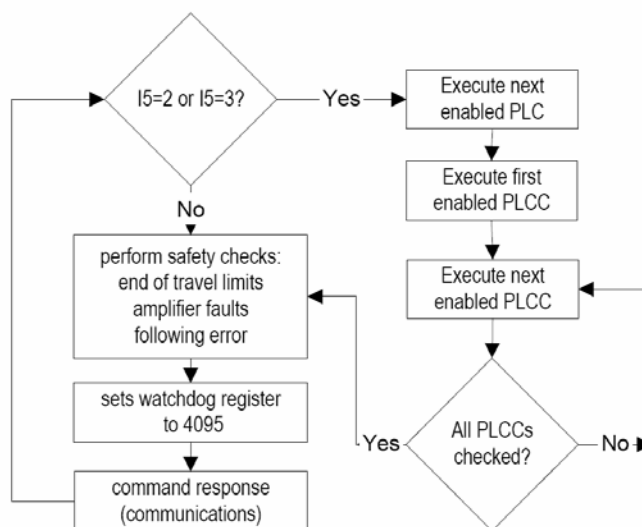 I5=2 or I5=3?
Yes
Execute next
enabled PLC
Execute first
enabled PLCC
No
perform safety checks:
end of travel limits
amplifier faults
following error
Execute next
enabled PLCC
sets watchdog register
to 4095
Yes
All PLCCs
checked?
No
command response
(communications)